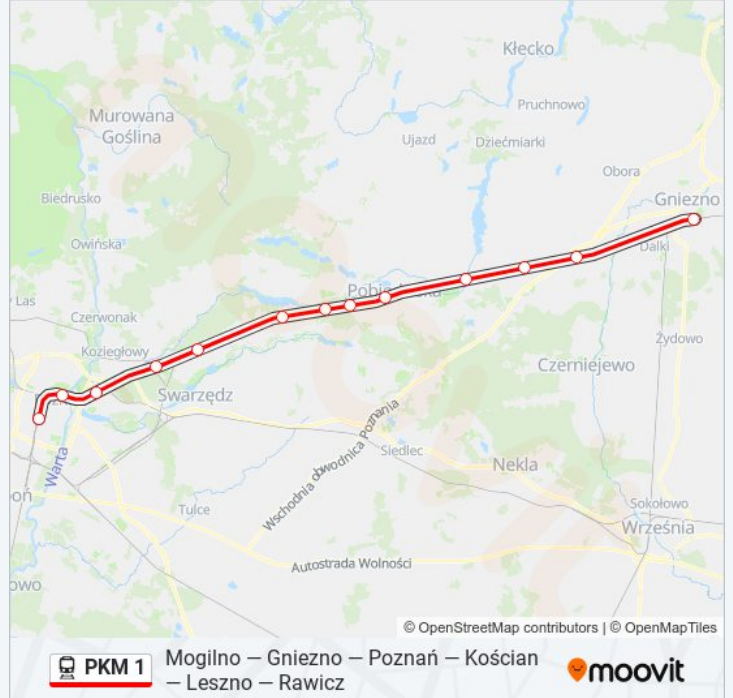 Kłecko
Pruchnowo
Murowana
Goślina
Ujazd
Dziećmiarki
Obora
Gniezno
Biedrusko
Owińska
Dalki
Las
Czerwonak
Żydowo
Koziegłowy
Czerniejewo
Swarzędz
Wschodnia obwodnica Poznania
Siedlec
Warta
Nekla
Tulce
Sokołowo
Września
Autostrada Wolności
© OpenStreetMap contributors | © OpenMapTiles
PKM 1
Mogilno — Gniezno — Poznań — Kościan
— Leszno — Rawicz
moovit